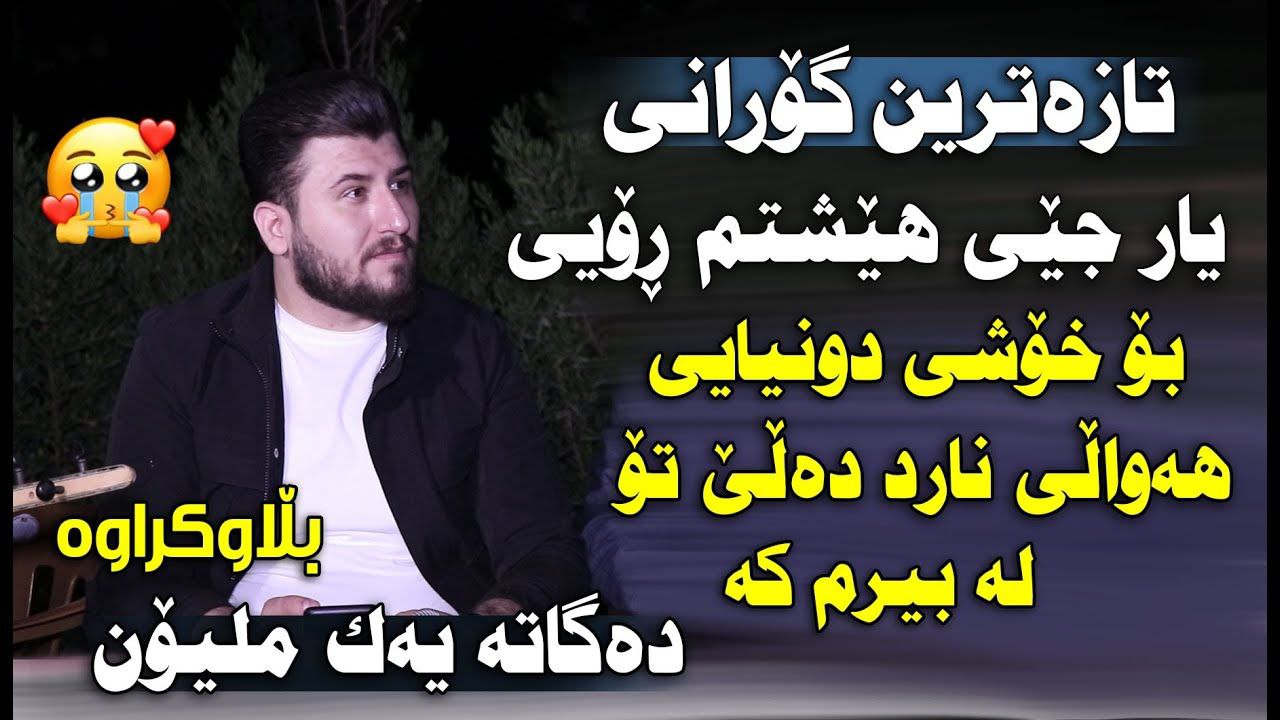 تازەترین گۆرانی
یار جێی هێشتم ڕۆیی
بۆ خۆشی دونیایی
هەواڵی نارد دەڵێ تۆ
لە بیرم کە
بڵاوکراوە
دەگاتە یەك ملیۆن